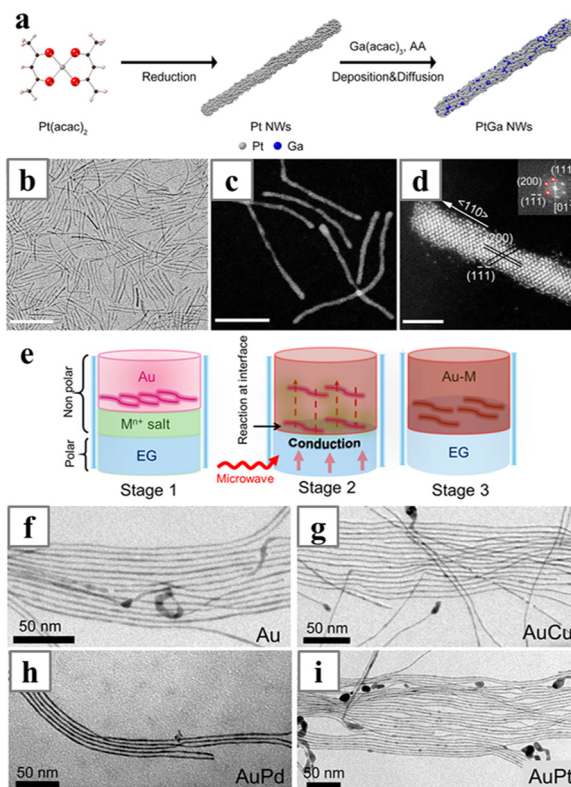 a
Ga(acac)₃, AA
Reduction
Deposition&Diffusion
Pt(acac)₂
Pt NWs
PtGa NWs
Pt
Ga
b
c
d
(200)
<110>
(200)
e
Non polar
Polar
Au
Mⁿ⁺ salt
EG
Stage 1
Reaction at interface
Conduction
Microwave
Stage 2
Au-M
EG
Stage 3
f
50 nm
Au
g
50 nm
AuCu
h
50 nm
AuPd
i
50 nm
AuPt